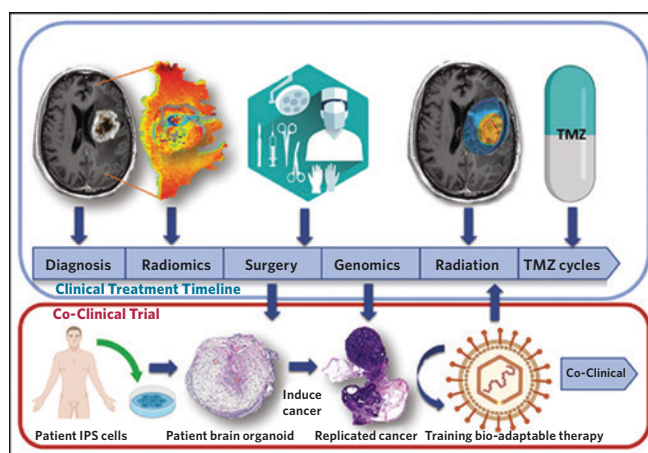 TMZ
Diagnosis
Radiomics
Surgery
Genomics
Radiation
TMZ cycles
Clinical Treatment Timeline
Co-Clinical Trial
Induce
cancer
Co-Clinical
Patient IPS cells
Patient brain organoid
Replicated cancer
Training bio-adaptable therapy